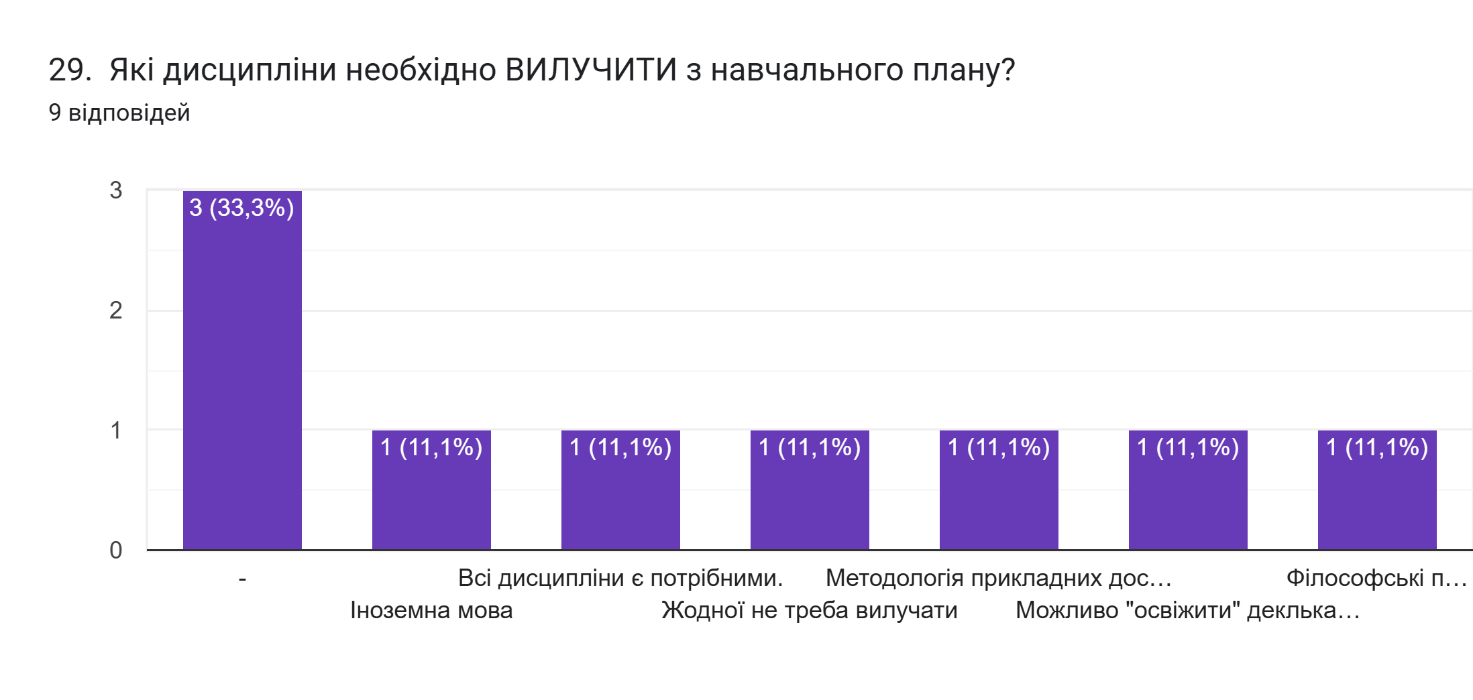 29. Які дисципліни необхідно ВИЛУЧИТИ з навчального плану?
9 відповідей
3
2
1
0
3 (33,3%)
1 (11,1%)
1 (11,1%)
1 (11,1%)
1 (11,1%)
1 (11,1%)
1 (11,1%)
-
Іноземна мова
Всі дисципліни є потрібними.
Жодної не треба вилучати
Методологія прикладних дос…
Можливо "освіжити" деклька…
Філософські п…